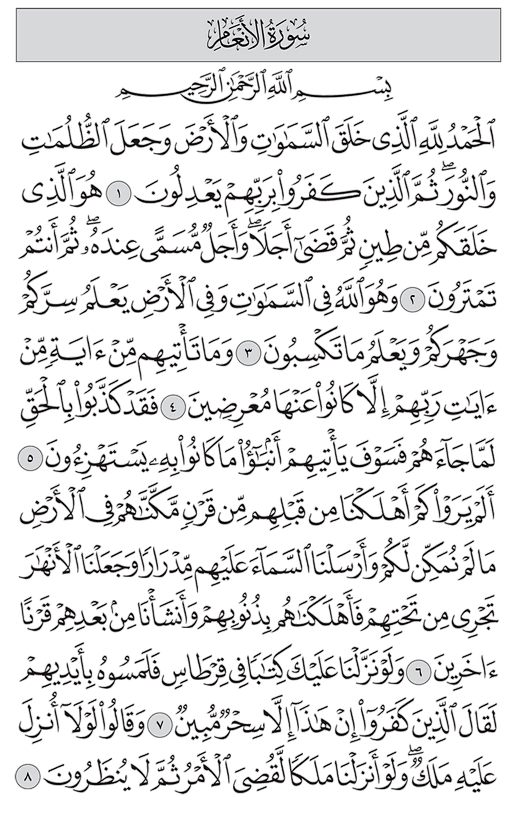 سُورَةُ الأَنْعَامِ
بِسْمِ ٱللَّهِ ٱلرَّحْمَٰنِ ٱلرَّحِيمِ
ٱلْحَمْدُ لِلَّهِ ٱلَّذِى خَلَقَ ٱلسَّمَٰوَٰتِ وَٱلْأَرْضَ وَجَعَلَ ٱلظُّلُمَٰتِ
وَٱلنُّورَ ۖ ثُمَّ ٱلَّذِينَ كَفَرُوا۟ بِرَبِّهِمْ يَعْدِلُونَ ١ هُوَ ٱلَّذِى
خَلَقَكُم مِّن طِينٍ ثُمَّ قَضَىٰٓ أَجَلًا ۖ وَأَجَلٌ مُّسَمًّى عِندَهُۥ ۖ ثُمَّ أَنتُمْ
تَمْتَرُونَ ٢ وَهُوَ ٱللَّهُ فِى ٱلسَّمَٰوَٰتِ وَفِى ٱلْأَرْضِ يَعْلَمُ سِرَّكُمْ
وَجَهْرَكُمْ وَيَعْلَمُ مَا تَكْسِبُونَ ٣ وَمَا تَأْتِيهِم مِّنْ ءَايَةٍ مِّنْ
ءَايَٰتِ رَبِّهِمْ إِلَّا كَانُوا۟ عَنْهَا مُعْرِضِينَ ٤ فَقَدْ كَذَّبُوا۟ بِٱلْحَقِّ
لَمَّا جَآءَهُمْ فَسَوْفَ يَأْتِيهِمْ أَنۢبَٰٓؤُا۟ مَا كَانُوا۟ بِهِۦ يَسْتَهْزِءُونَ ٥
أَلَمْ يَرَوْا۟ كَمْ أَهْلَكْنَا مِن قَبْلِهِم مِّن قَرْنٍ مَّكَّنَّٰهُمْ فِى ٱلْأَرْضِ
مَا لَمْ نُمَكِّن لَّكُمْ وَأَرْسَلْنَا ٱلسَّمَآءَ عَلَيْهِم مِّدْرَارًا وَجَعَلْنَا ٱلْأَنْهَٰرَ
تَجْرِى مِن تَحْتِهِمْ فَأَهْلَكْنَٰهُم بِذُنُوبِهِمْ وَأَنشَأْنَا مِنۢ بَعْدِهِمْ قَرْنًا
ءَاخَرِينَ ٦ وَلَوْ نَزَّلْنَا عَلَيْكَ كِتَٰبًا فِى قِرْطَاسٍ فَلَمَسُوهُ بِأَيْدِيهِمْ
لَقَالَ ٱلَّذِينَ كَفَرُوٓا۟ إِنْ هَٰذَآ إِلَّا سِحْرٌ مُّبِينٌ ٧ وَقَالُوا۟ لَوْلَآ أُنزِلَ
عَلَيْهِ مَلَكٌ ۖ وَلَوْ أَنزَلْنَا مَلَكًا لَّقُضِىَ ٱلْأَمْرُ ثُمَّ لَا يُنظَرُونَ ٨